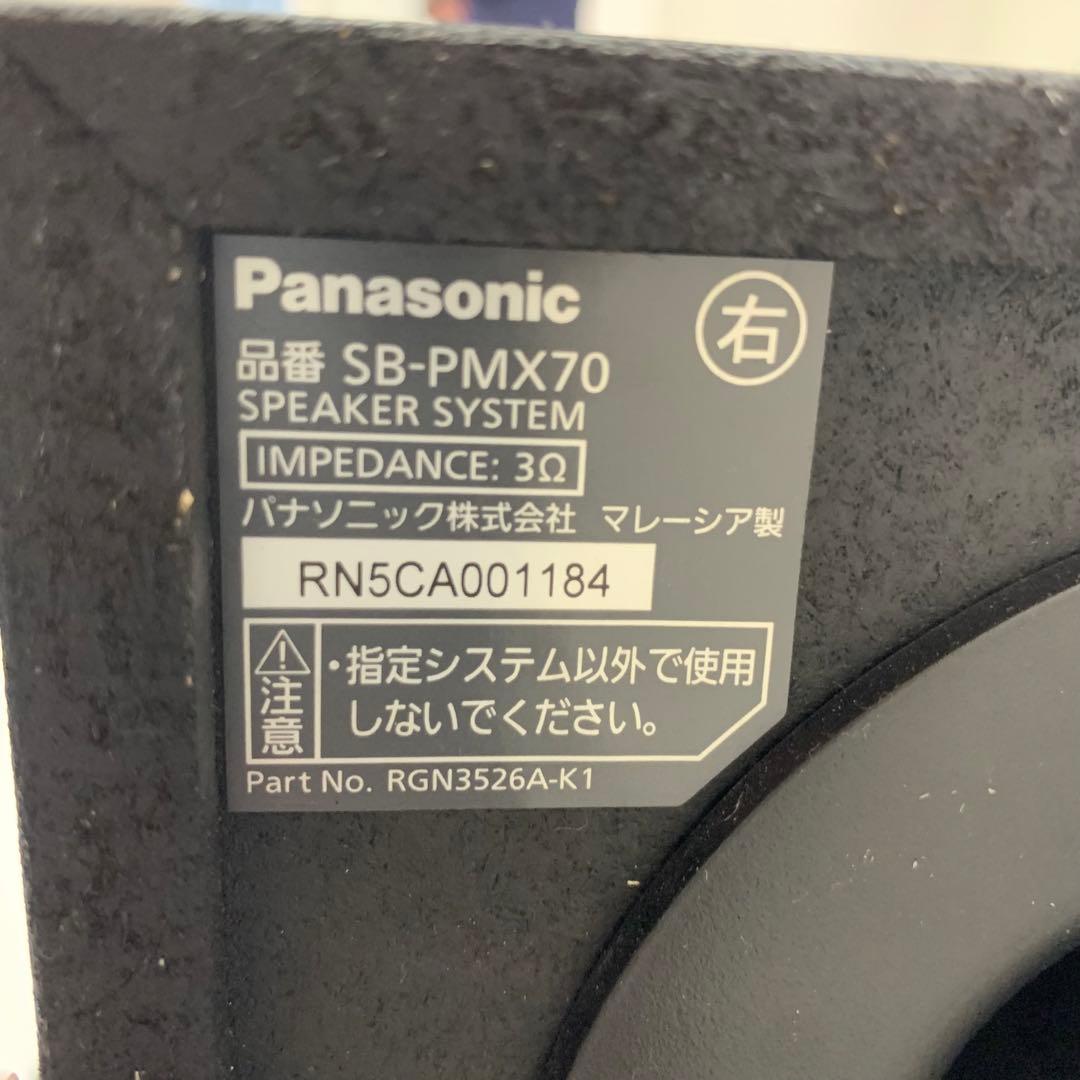 Panasonic
右
品番 SB-PMX70
SPEAKER SYSTEM
IMPEDANCE: 3Ω
パナソニック株式会社 マレーシア製
RN5CA001184
注意
・指定システム以外で使用
しないでください。
Part No. RGN3526A-K1